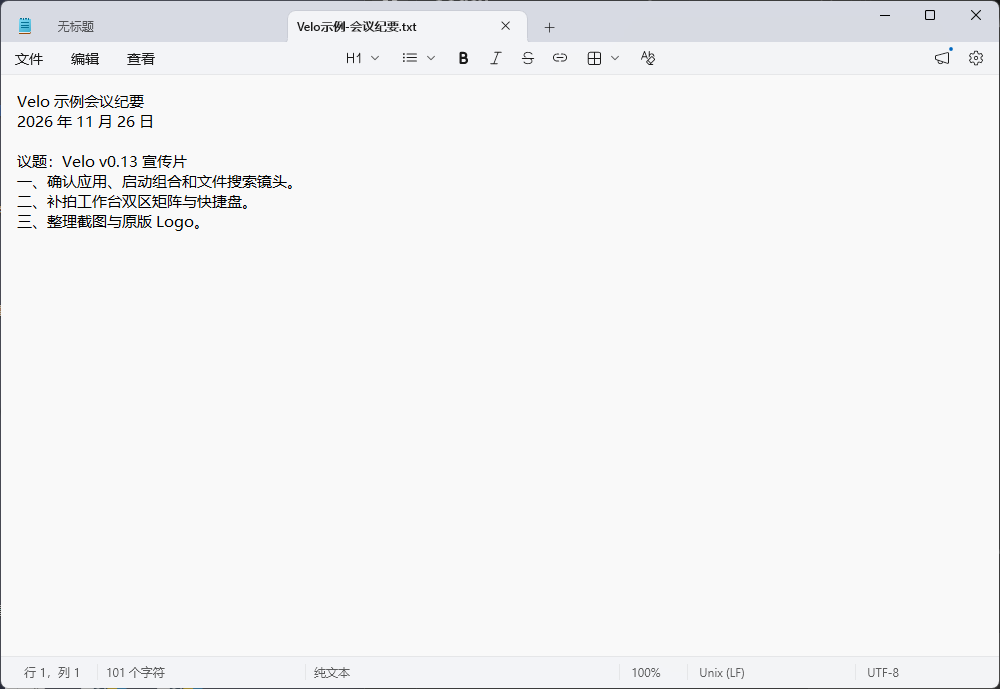 无标题
Velo示例-会议纪要.txt
文件 编辑 查看 H1 B I S
Velo 示例会议纪要
2026 年 11 月 26 日
议题：Velo v0.13 宣传片
一、确认应用、启动组合和文件搜索镜头。
二、补拍工作台双区矩阵与快捷盘。
三、整理截图与原版 Logo。
行 1，列 1 101 个字符 纯文本 100% Unix (LF) UTF-8